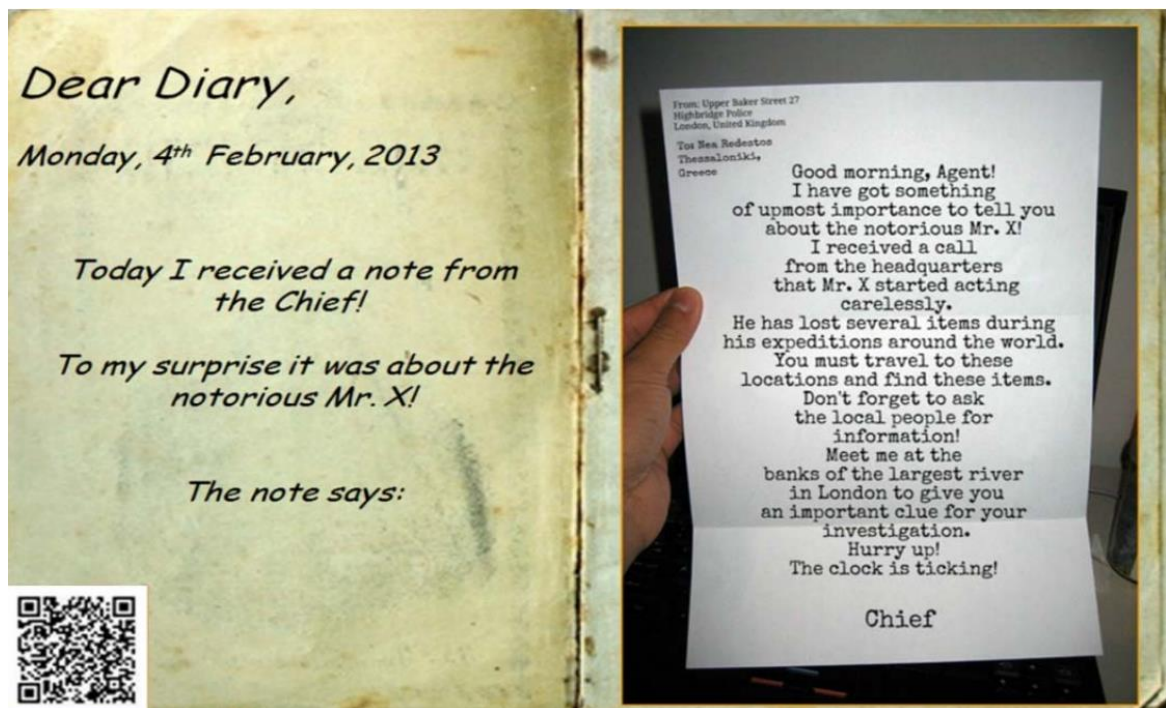 Dear Diary,
Monday, 4th February, 2013
Today I received a note from
the Chief!
To my surprise it was about the
notorious Mr. X!
The note says:
From: Upper Baker Street 27
Highbridge Police
London, United Kingdom
To: Nea Redestos
Thessaloniki,
Greece
Good morning, Agent!
I have got something
of upmost importance to tell you
about the notorious Mr. X!
I received a call
from the headquarters
that Mr. X started acting
carelessly.
He has lost several items during
his expeditions around the world.
You must travel to these
locations and find these items.
Don't forget to ask
the local people for
information!
Meet me at the
banks of the largest river
in London to give you
an important clue for your
investigation.
Hurry up!
The clock is ticking!
Chief